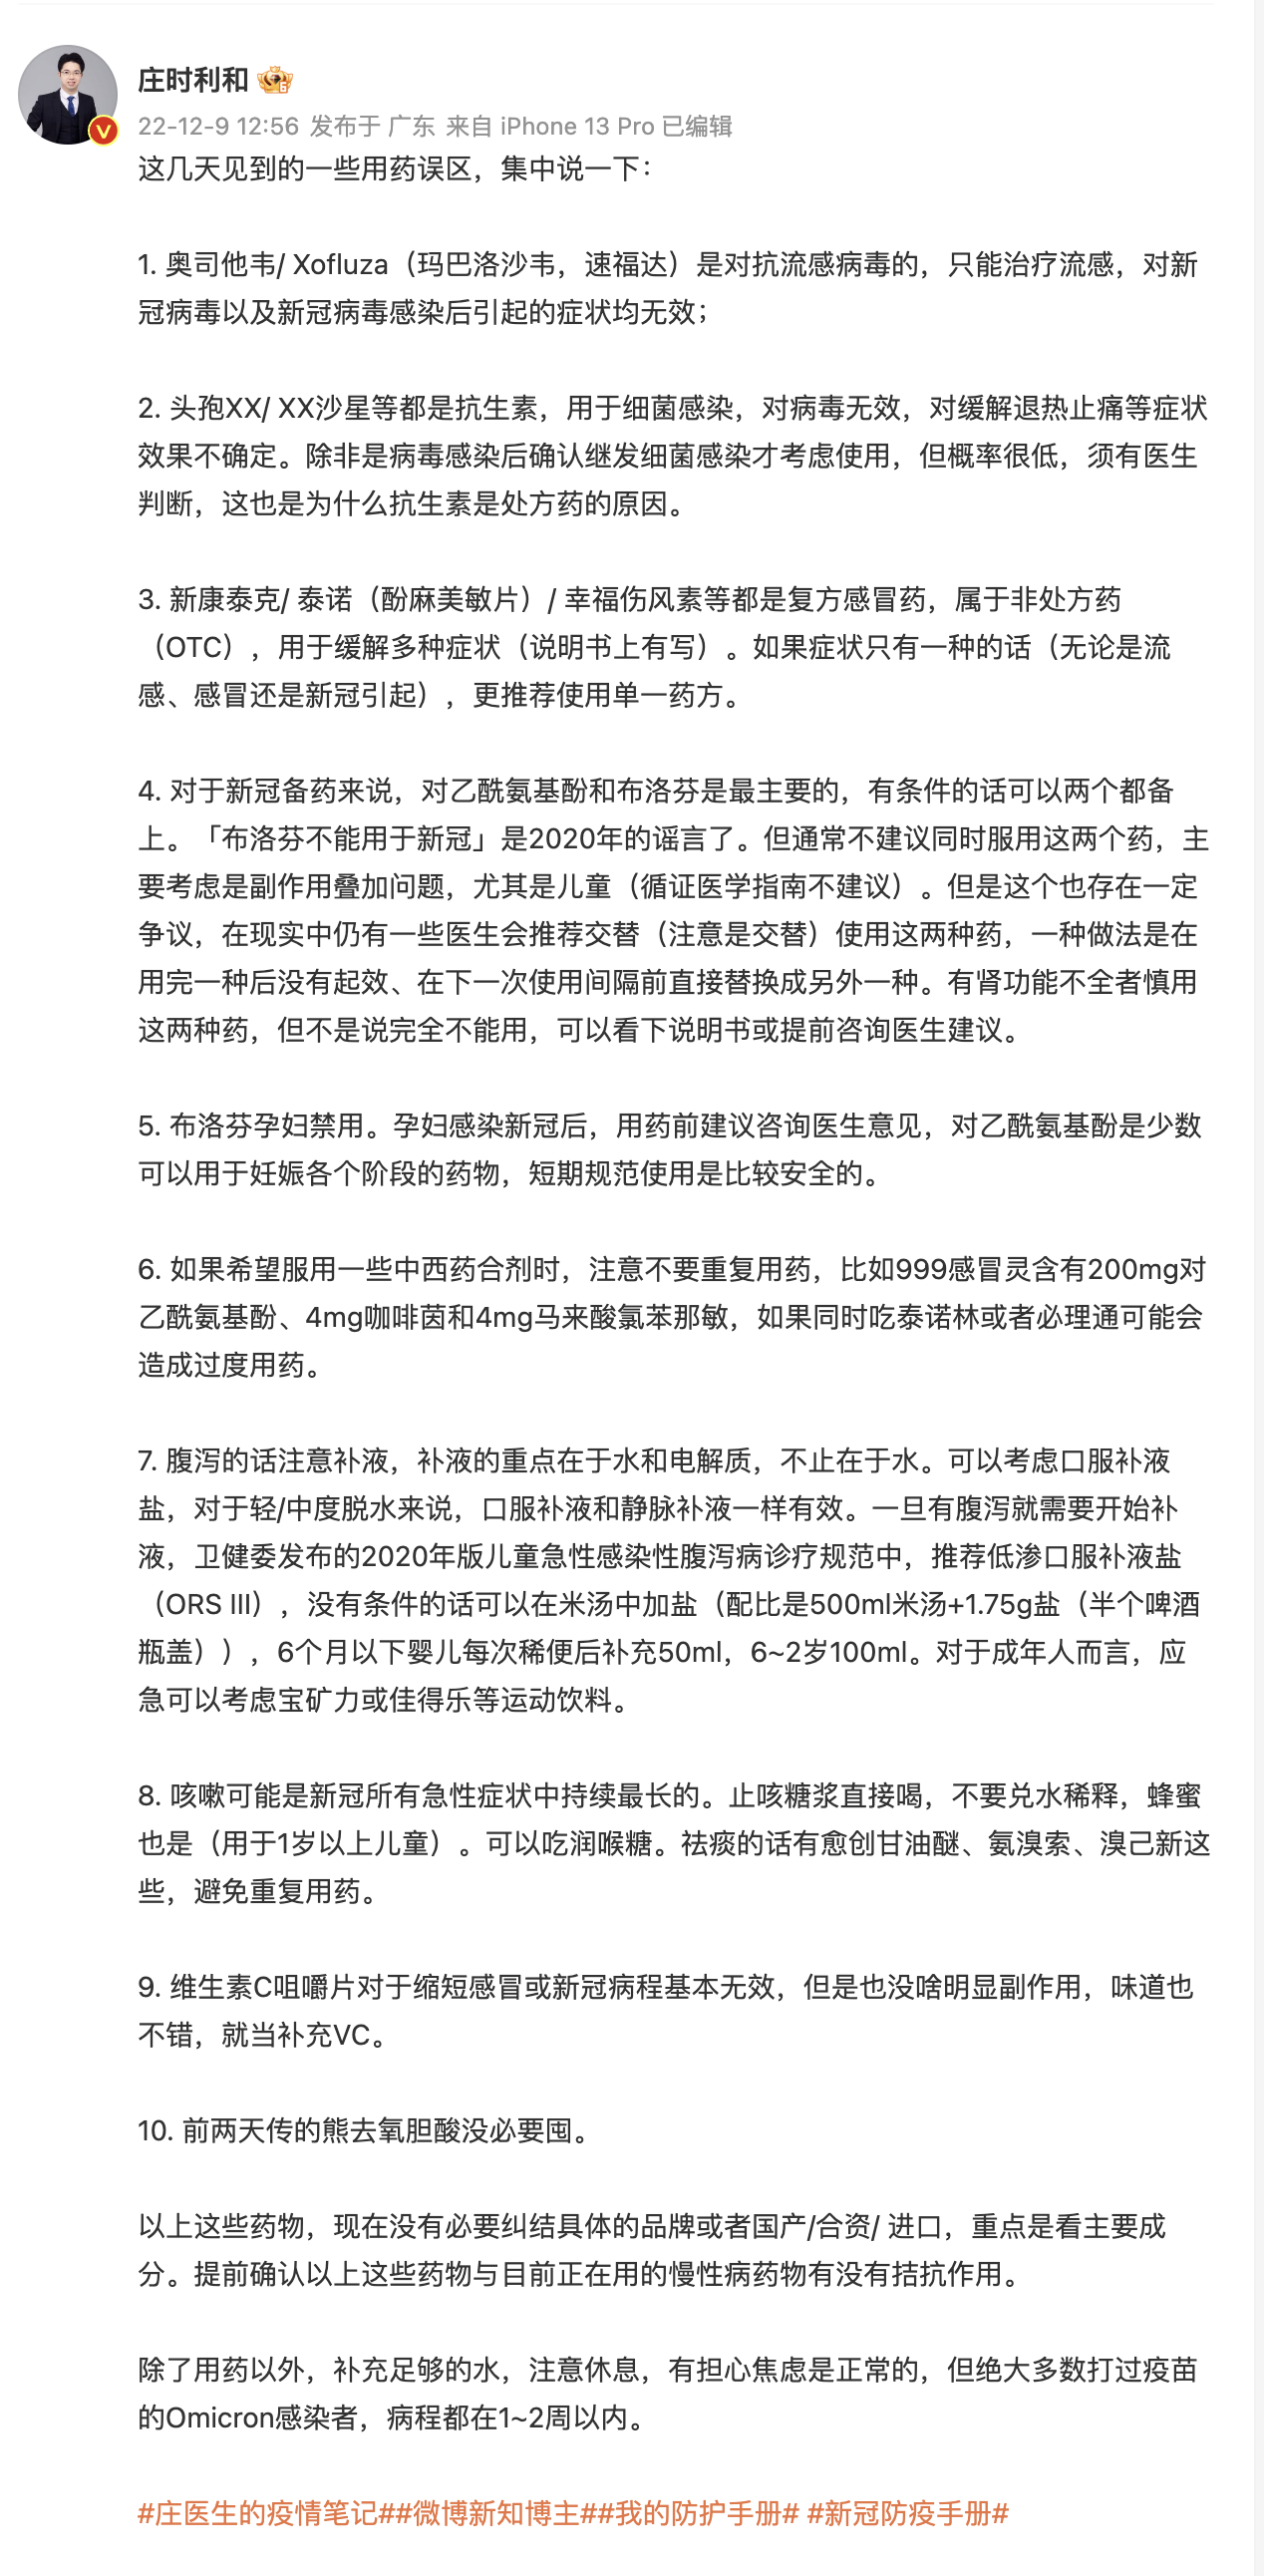 庄时利和
22-12-9 12:56 发布于 广东 来自 iPhone 13 Pro 已编辑
这几天见到的一些用药误区，集中说一下：
1. 奥司他韦/ Xofluza（玛巴洛沙韦，速福达）是对抗流感病毒的，只能治疗流感，对新
冠病毒以及新冠病毒感染后引起的症状均无效；
2. 头孢XX/ XX沙星等都是抗生素，用于细菌感染，对病毒无效，对缓解退热止痛等症状
效果不确定。除非是病毒感染后确认继发细菌感染才考虑使用，但概率很低，须有医生
判断，这也是为什么抗生素是处方药的原因。
3. 新康泰克/ 泰诺（酚麻美敏片）/ 幸福伤风素等都是复方感冒药，属于非处方药
（OTC），用于缓解多种症状（说明书上有写）。如果症状只有一种的话（无论是流
感、感冒还是新冠引起），更推荐使用单一药方。
4. 对于新冠备药来说，对乙酰氨基酚和布洛芬是最主要的，有条件的话可以两个都备
上。「布洛芬不能用于新冠」是2020年的谣言了。但通常不建议同时服用这两个药，主
要考虑是副作用叠加问题，尤其是儿童（循证医学指南不建议）。但是这个也存在一定
争议，在现实中仍有一些医生会推荐交替（注意是交替）使用这两种药，一种做法是在
用完一种后没有起效、在下一次使用间隔前直接替换成另外一种。有肾功能不全者慎用
这两种药，但不是说完全不能用，可以看下说明书或提前咨询医生建议。
5. 布洛芬孕妇禁用。孕妇感染新冠后，用药前建议咨询医生意见，对乙酰氨基酚是少数
可以用于妊娠各个阶段的药物，短期规范使用是比较安全的。
6. 如果希望服用一些中西药合剂时，注意不要重复用药，比如999感冒灵含有200mg对
乙酰氨基酚、4mg咖啡茵和4mg马来酸氯苯那敏，如果同时吃泰诺林或者必理通可能会
造成过度用药。
7. 腹泻的话注意补液，补液的重点在于水和电解质，不止在于水。可以考虑口服补液
盐，对于轻/中度脱水来说，口服补液和静脉补液一样有效。一旦有腹泻就需要开始补
液，卫健委发布的2020年版儿童急性感染性腹泻病诊疗规范中，推荐低渗口服补液盐
（ORS III），没有条件的话可以在米汤中加盐（配比是500ml米汤+1.75g盐（半个啤酒
瓶盖）），6个月以下婴儿每次稀便后补充50ml，6~2岁100ml。对于成年人而言，应
急可以考虑宝矿力或佳得乐等运动饮料。
8. 咳嗽可能是新冠所有急性症状中持续最长的。止咳糖浆直接喝，不要兑水稀释，蜂蜜
也是（用于1岁以上儿童）。可以吃润喉糖。祛痰的话有愈创甘油醚、氨溴索、溴己新这
些，避免重复用药。
9. 维生素C咀嚼片对于缩短感冒或新冠病程基本无效，但是也没啥明显副作用，味道也
不错，就当补充VC。
10. 前两天传的熊去氧胆酸没必要囤。
以上这些药物，现在没有必要纠结具体的品牌或者国产/合资/ 进口，重点是看主要成
分。提前确认以上这些药物与目前正在用的慢性病药物有没有拮抗作用。
除了用药以外，补充足够的水，注意休息，有担心焦虑是正常的，但绝大多数打过疫苗
的Omicron感染者，病程都在1~2周以内。
#庄医生的疫情笔记##微博新知博主##我的防护手册# #新冠防疫手册#